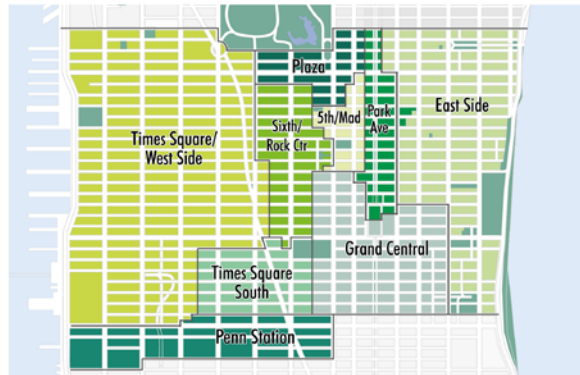 Plaza
5th/Mad
Park
Ave
East Side
Sixth/
Rock Ctr
Times Square/
West Side
Grand Central
Times Square
South
Penn Station